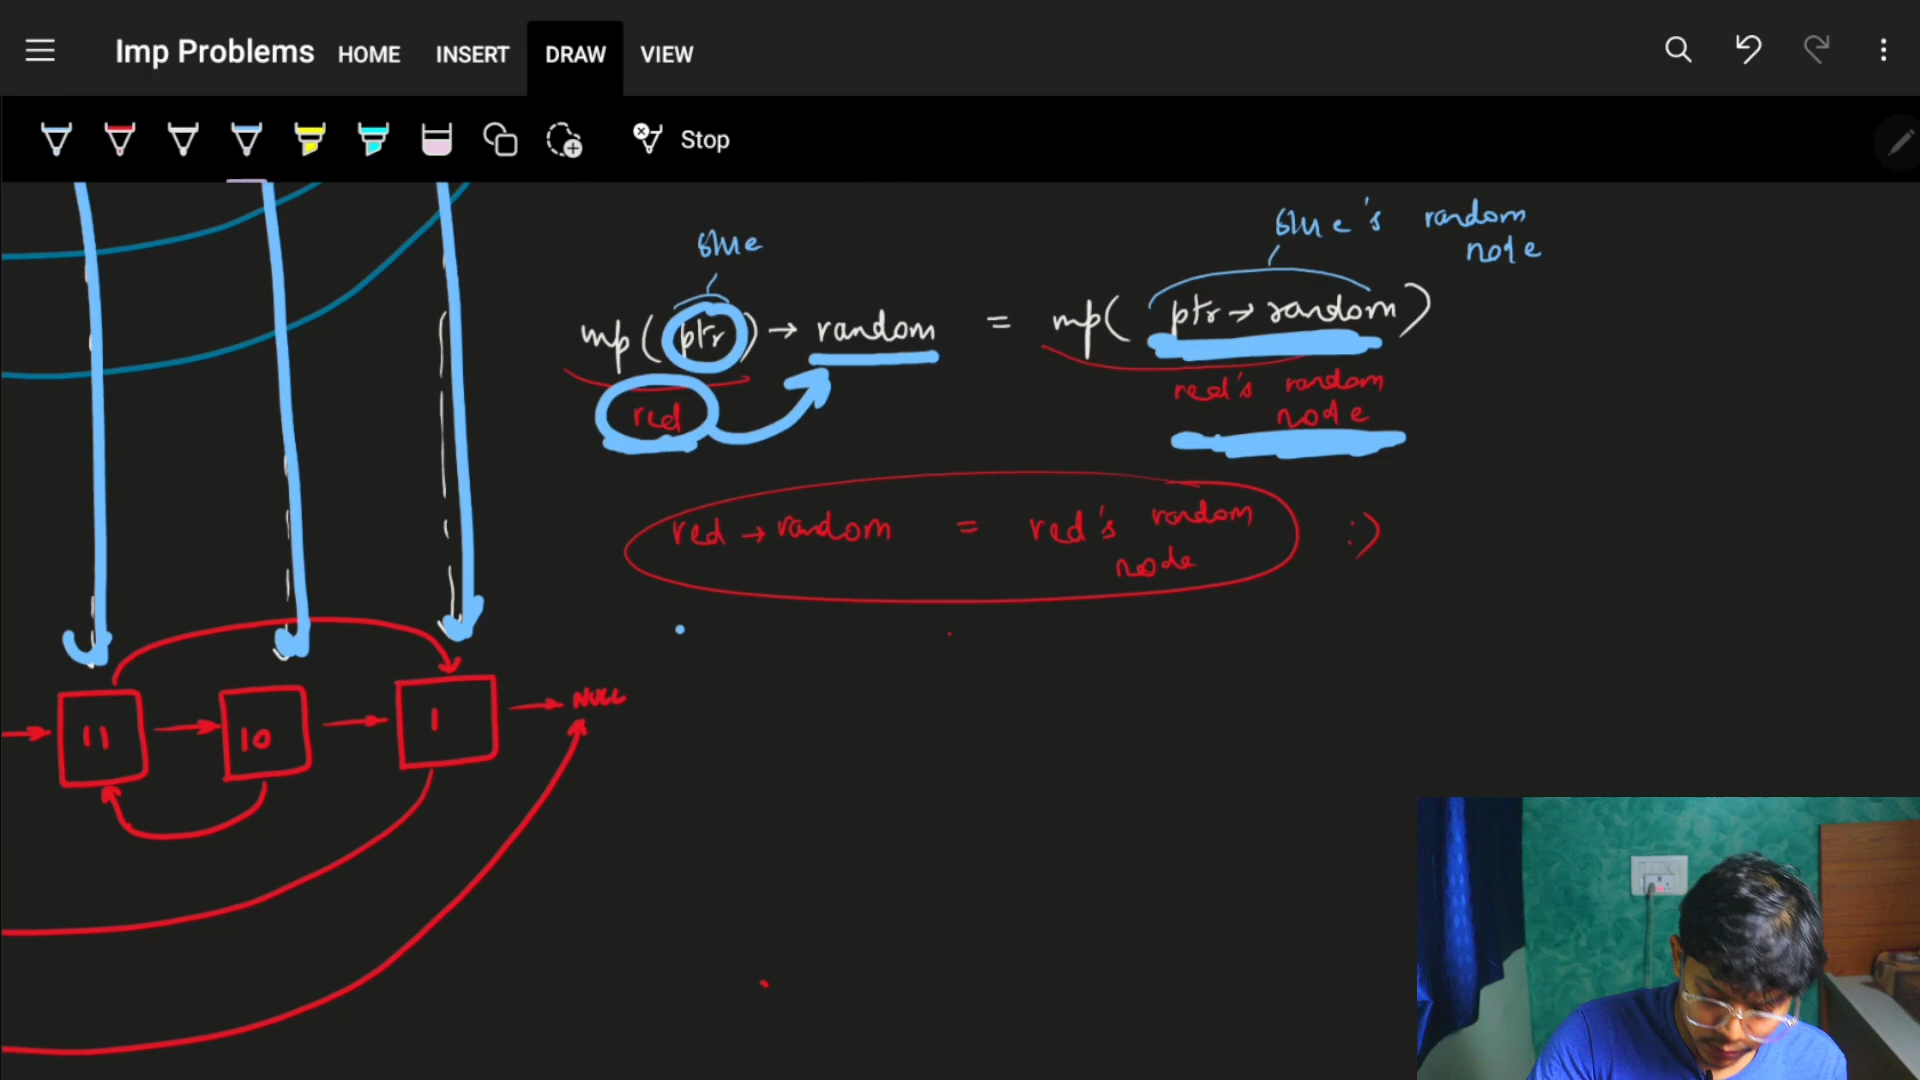 Imp Problems HOME INSERT DRAW VIEW
Stop
blue's random
node
blue
mp(ptr)→random = mp(ptr→random)
red's random
node
red
red→random = red's random
node
:)
11 → 10 → 1 → NULL